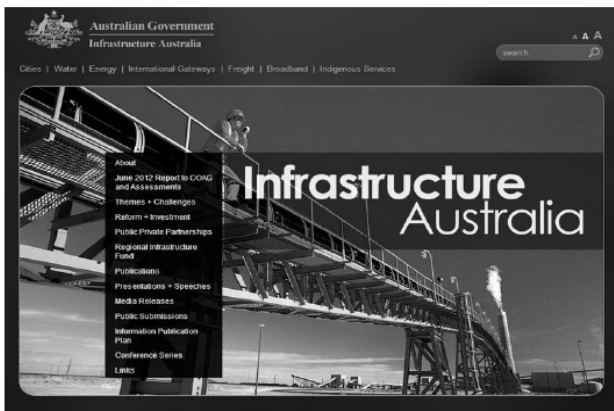 Australian Government
Infrastructure Australia
A A A
search
Cities | Water | Energy | International Gateways | Freight | Broadband | Indigenous Services
About
June 2012 Report to COAG
and Assessments
Themes + Challenges
Reform + Investment
Public Private Partnerships
Regional Infrastructure
Fund
Publications
Presentations + Speeches
Media Releases
Public Submissions
Information Publication
Plan
Conference Series
Links
Infrastructure
Australia